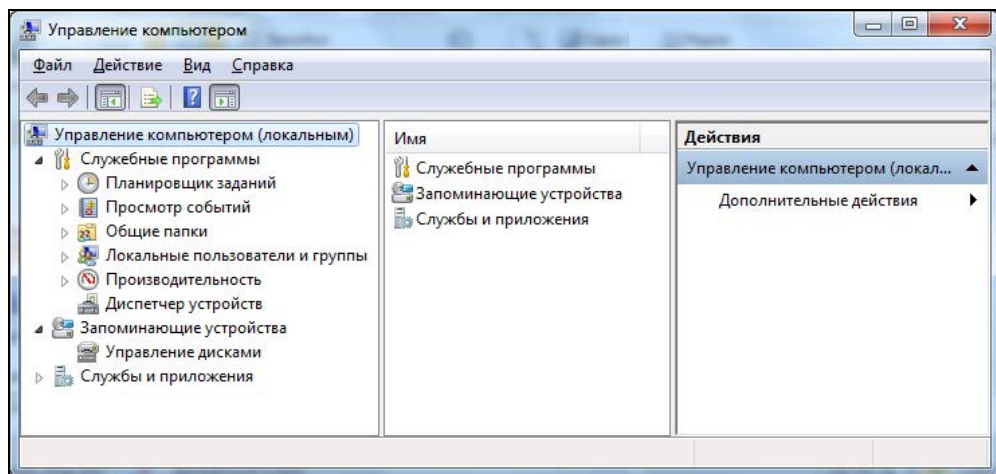 Управление компьютером
Файл Действие Вид Справка
Управление компьютером (локальным)
Служебные программы
Планировщик заданий
Просмотр событий
Общие папки
Локальные пользователи и группы
Производительность
Диспетчер устройств
Запоминающие устройства
Управление дисками
Службы и приложения
Имя
Служебные программы
Запоминающие устройства
Службы и приложения
Действия
Управление компьютером (локал...
Дополнительные действия